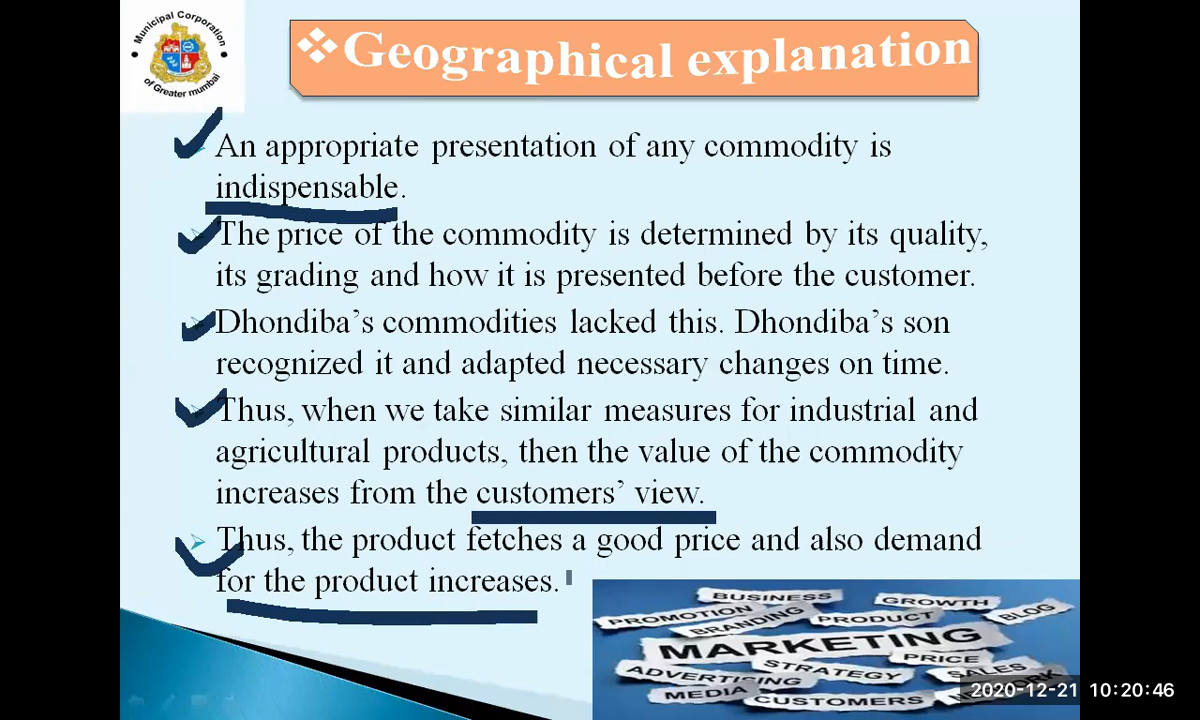 Municipal Corporation
of Greater mumbai
Geographical explanation
An appropriate presentation of any commodity is
indispensable.
The price of the commodity is determined by its quality,
its grading and how it is presented before the customer.
Dhondiba's commodities lacked this. Dhondiba's son
recognized it and adapted necessary changes on time.
Thus, when we take similar measures for industrial and
agricultural products, then the value of the commodity
increases from the customers' view.
Thus, the product fetches a good price and also demand
for the product increases.
BUSINESS
GROWTH
PROMOTION
BRANDING
PRODUCT
BLOG
MARKETING
PRICE
ADVERTISING
STRATEGY
SALES
MEDIA
CUSTOMERS
2020-12-21 10:20:46